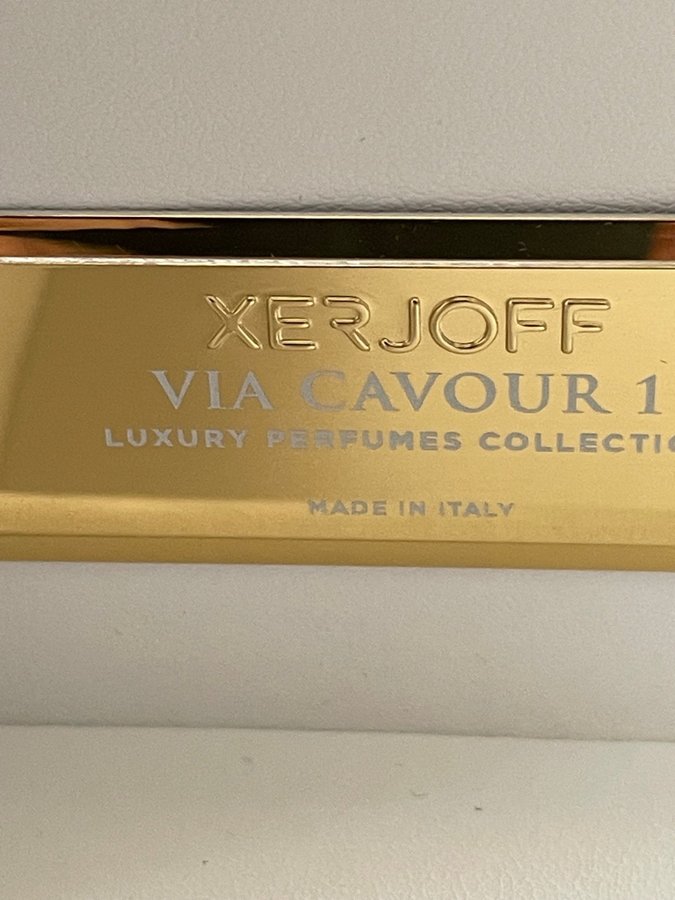 XERJOFF
VIA CAVOUR 1
LUXURY PERFUMES
MADE IN ITALY